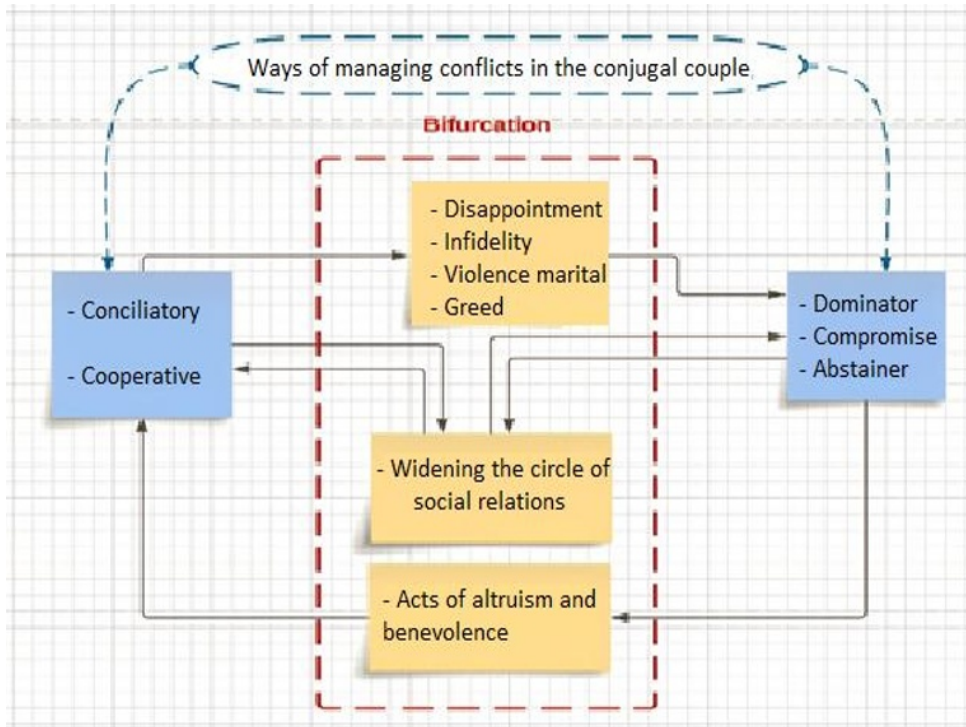 Ways of managing conflicts in the conjugal couple
Bifurcation
- Disappointment
- Infidelity
- Violence marital
- Greed
- Conciliatory
- Cooperative
- Dominator
- Compromise
- Abstainer
- Widening the circle of
social relations
- Acts of altruism and
benevolence